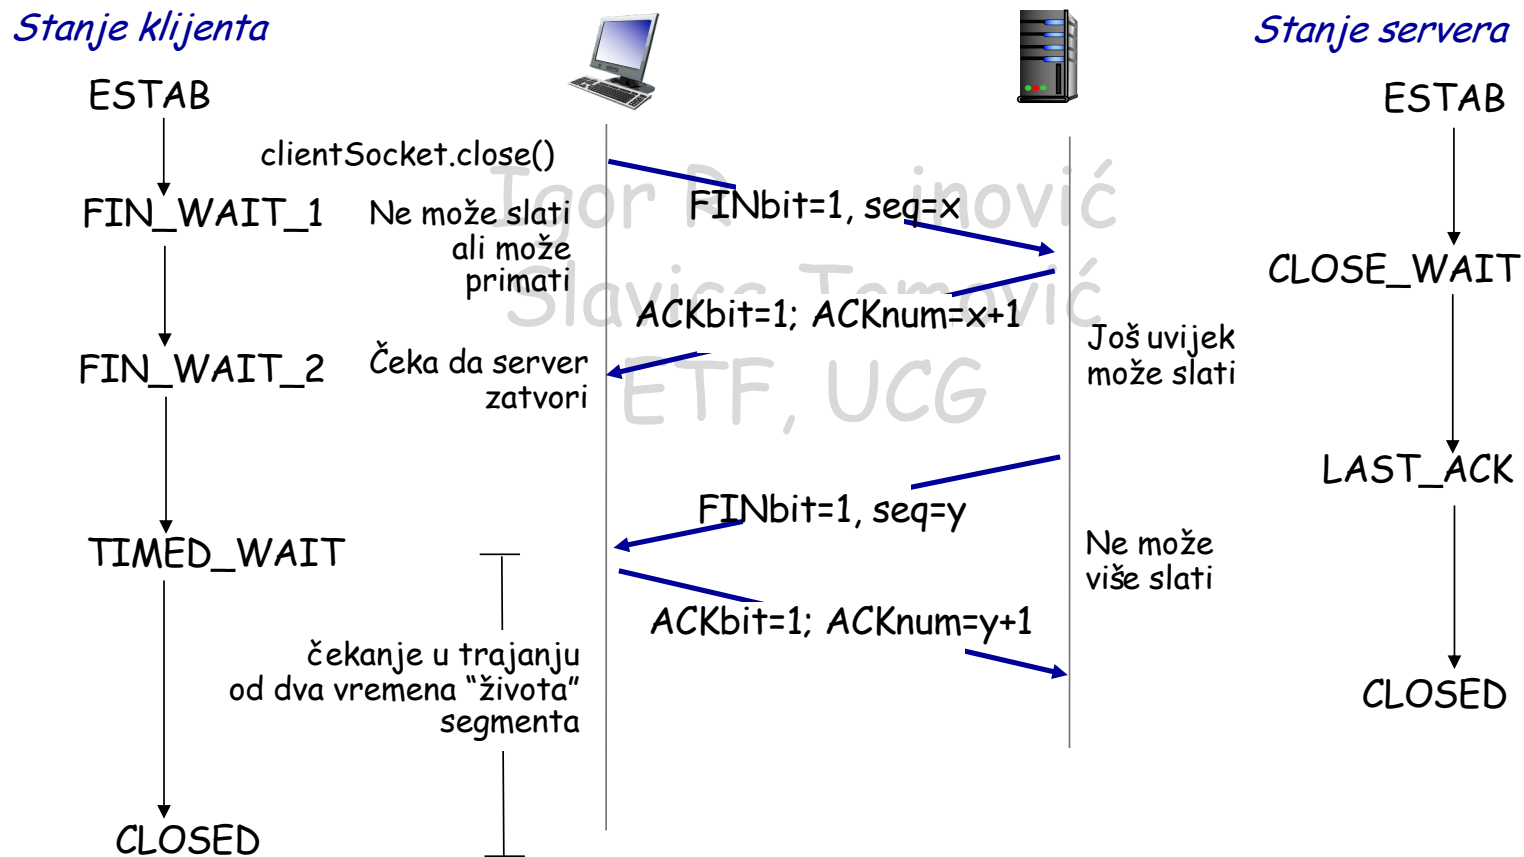 Stanje klijenta
Stanje servera
ESTAB
ESTAB
clientSocket.close()
FIN_WAIT_1
Ne može slati
ali može
primati
FINbit=1, seq=x
CLOSE_WAIT
ACKbit=1; ACKnum=x+1
Još uvijek
može slati
FIN_WAIT_2
Čeka da server
zatvori
LAST_ACK
FINbit=1, seq=y
Ne može
više slati
TIMED_WAIT
ACKbit=1; ACKnum=y+1
čekanje u trajanju
od dva vremena “života”
segmenta
CLOSED
CLOSED
Igor
ETF, UCG